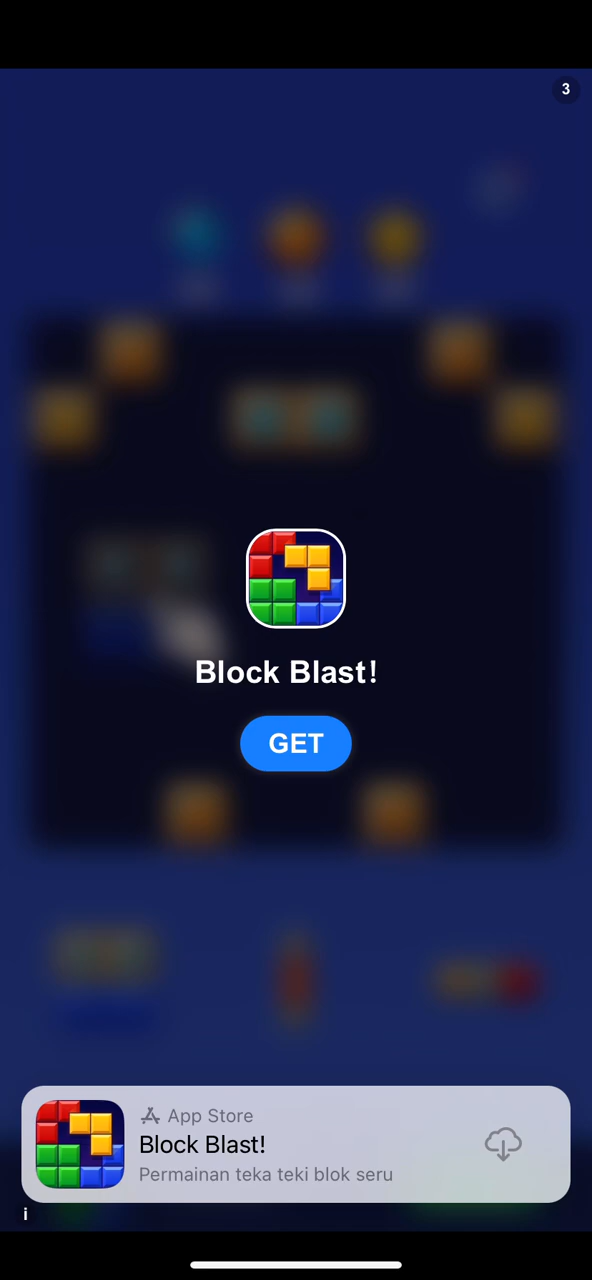 3
Block Blast!
GET
App Store
Block Blast!
Permainan teka teki blok seru
i